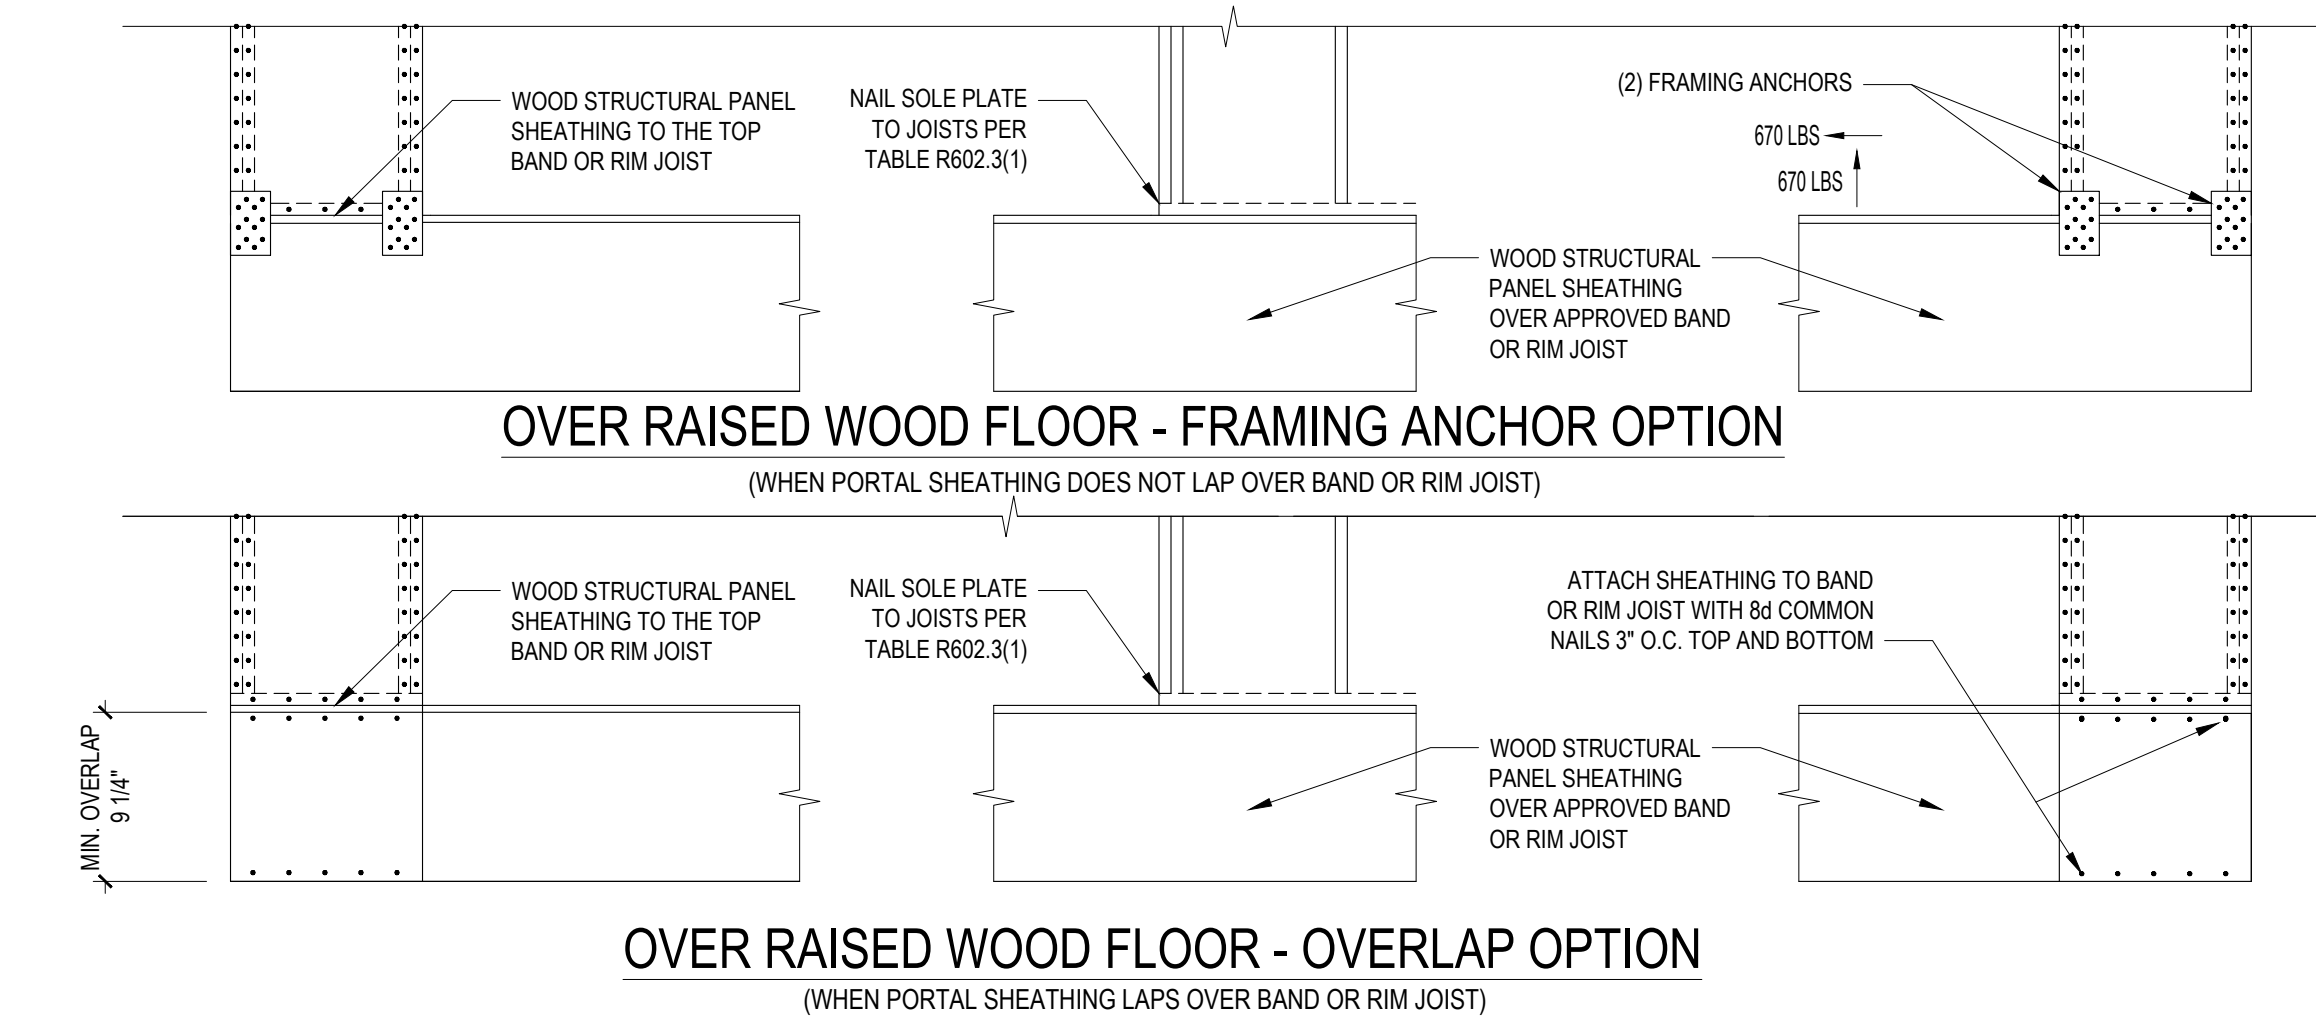 WOOD STRUCTURAL PANEL
SHEATHING TO THE TOP
BAND OR RIM JOIST
NAIL SOLE PLATE
TO JOISTS PER
TABLE R602.3(1)
(2) FRAMING ANCHORS
670 LBS
670 LBS
WOOD STRUCTURAL
PANEL SHEATHING
OVER APPROVED BAND
OR RIM JOIST
OVER RAISED WOOD FLOOR - FRAMING ANCHOR OPTION
(WHEN PORTAL SHEATHING DOES NOT LAP OVER BAND OR RIM JOIST)
WOOD STRUCTURAL PANEL
SHEATHING TO THE TOP
BAND OR RIM JOIST
NAIL SOLE PLATE
TO JOISTS PER
TABLE R602.3(1)
ATTACH SHEATHING TO BAND
OR RIM JOIST WITH 8d COMMON
NAILS 3" O.C. TOP AND BOTTOM
MIN. OVERLAP
9 1/4"
WOOD STRUCTURAL
PANEL SHEATHING
OVER APPROVED BAND
OR RIM JOIST
OVER RAISED WOOD FLOOR - OVERLAP OPTION
(WHEN PORTAL SHEATHING LAPS OVER BAND OR RIM JOIST)